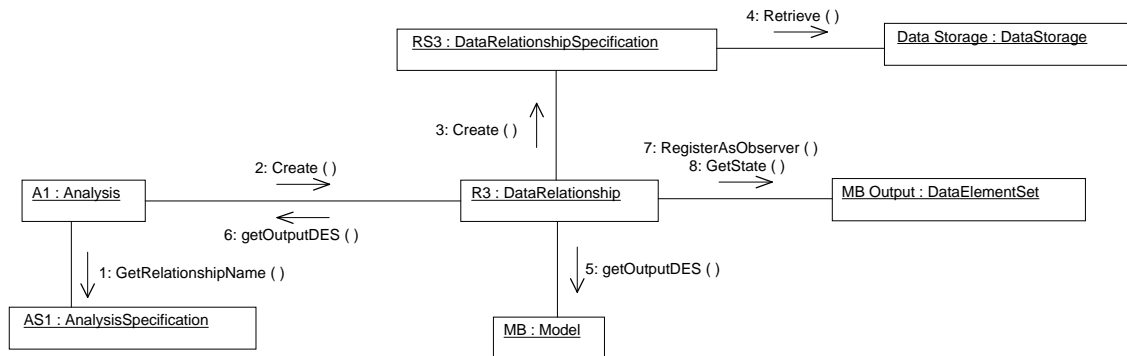 4: Retrieve ( )
RS3 : DataRelationshipSpecification
Data Storage : DataStorage
3: Create ( )
7: RegisterAsObserver ( )
8: GetState ( )
2: Create ( )
A1 : Analysis
R3 : DataRelationship
MB Output : DataElementSet
6: getOutputDES ( )
1: GetRelationshipName ( )
5: getOutputDES ( )
AS1 : AnalysisSpecification
MB : Model